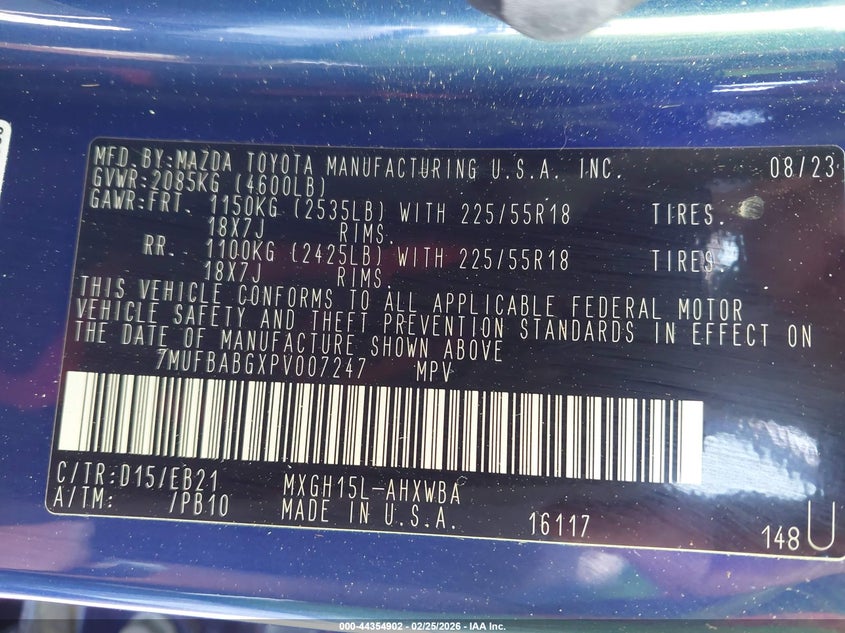 MFD.BY:MAZDA TOYOTA MANUFACTURING U.S.A. INC. 08/23
GVWR:2085KG (4600LB)
GAWR:FRT. 1150KG (2535LB) WITH 225/55R18 TIRES.
18X7J RIMS.
RR. 1100KG (2425LB) WITH 225/55R18 TIRES.
18X7J RIMS.
THIS VEHICLE CONFORMS TO ALL APPLICABLE FEDERAL MOTOR
VEHICLE SAFETY AND THEFT PREVENTION STANDARDS IN EFFECT ON
THE DATE OF MANUFACTURE SHOWN ABOVE
7MUFBABGXPV007247 MPV
C/TR:D15/EB21 MXGH15L-AHXWBA
A/TM: /PB10 MADE IN U.S.A. 16117 148U
000-44354902 - 02/25/2026 - IAA Inc.